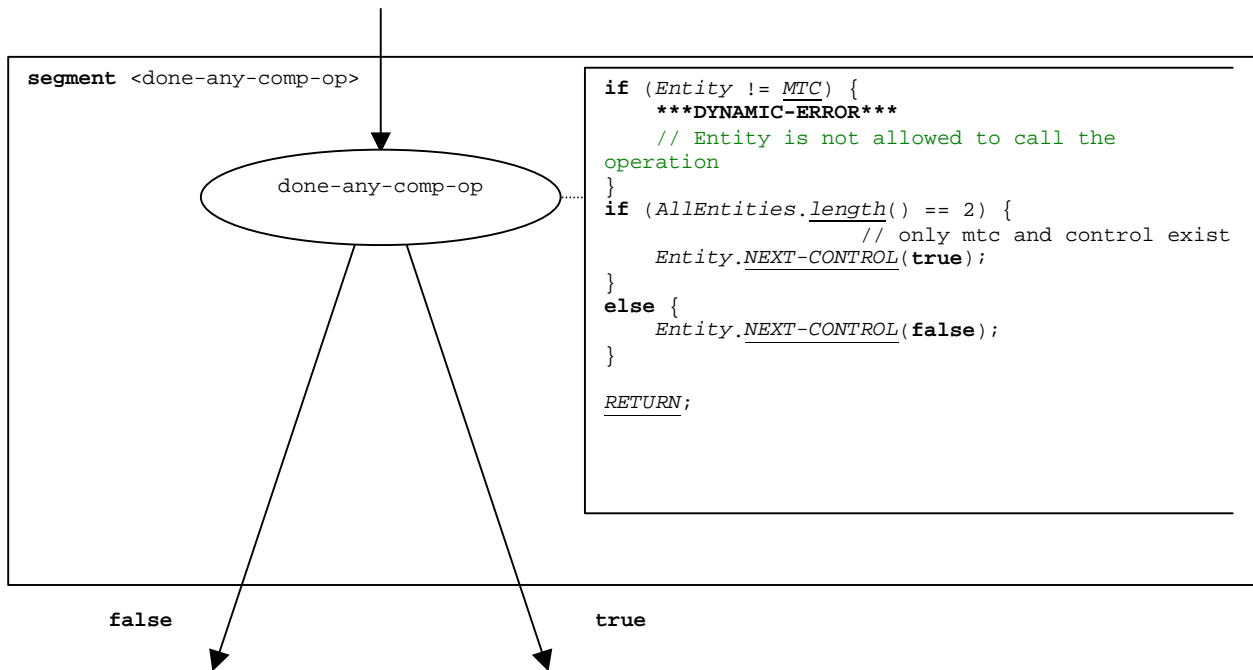 segment <done-any-comp-op>
done-any-comp-op
if (Entity != MTC) {
***DYNAMIC-ERROR***
// Entity is not allowed to call the
operation
}
if (AllEntities.length() == 2) {
// only mtc and control exist
Entity.NEXT-CONTROL(true);
}
else {
Entity.NEXT-CONTROL(false);
}
RETURN;
false
true